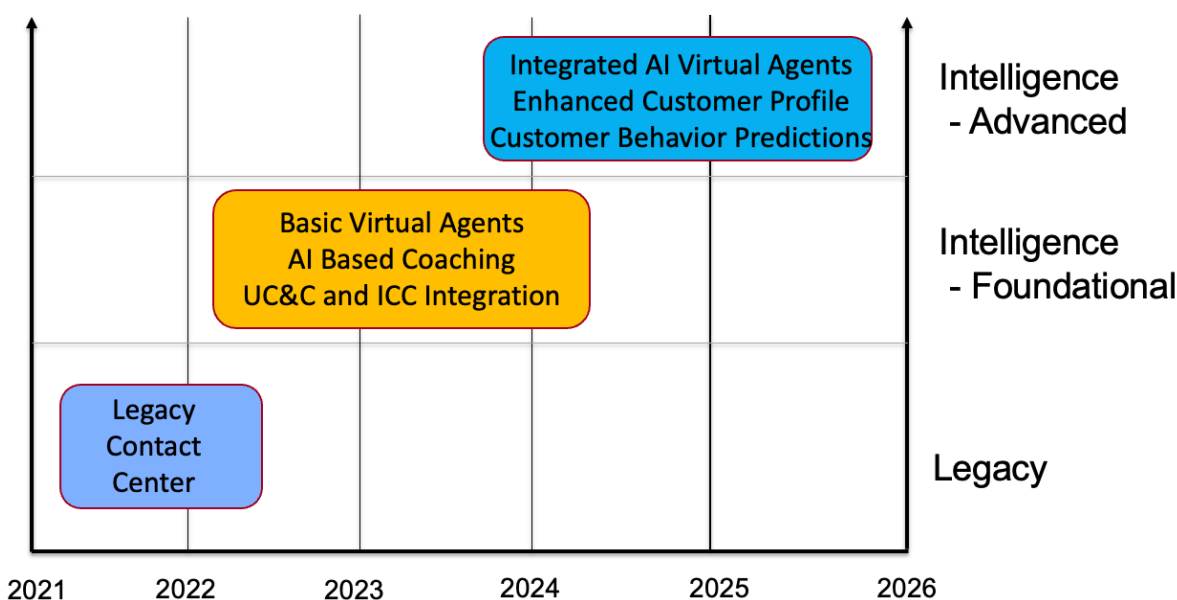 Integrated AI Virtual Agents
Enhanced Customer Profile
Customer Behavior Predictions
Intelligence
- Advanced
Basic Virtual Agents
AI Based Coaching
UC&C and ICC Integration
Intelligence
- Foundational
Legacy
Contact
Center
Legacy
2021
2022
2023
2024
2025
2026